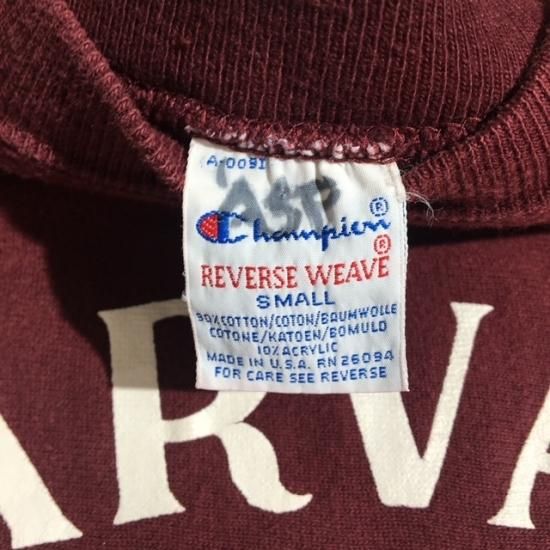 A-0091
ASP
Champion®
REVERSE WEAVE®
SMALL
90% COTTON/COTON/BAUMWOLLE
COTONE/KATOEN/BOMULD
10% ACRYLIC
MADE IN U.S.A. RN 26094
FOR CARE SEE REVERSE
ARVA